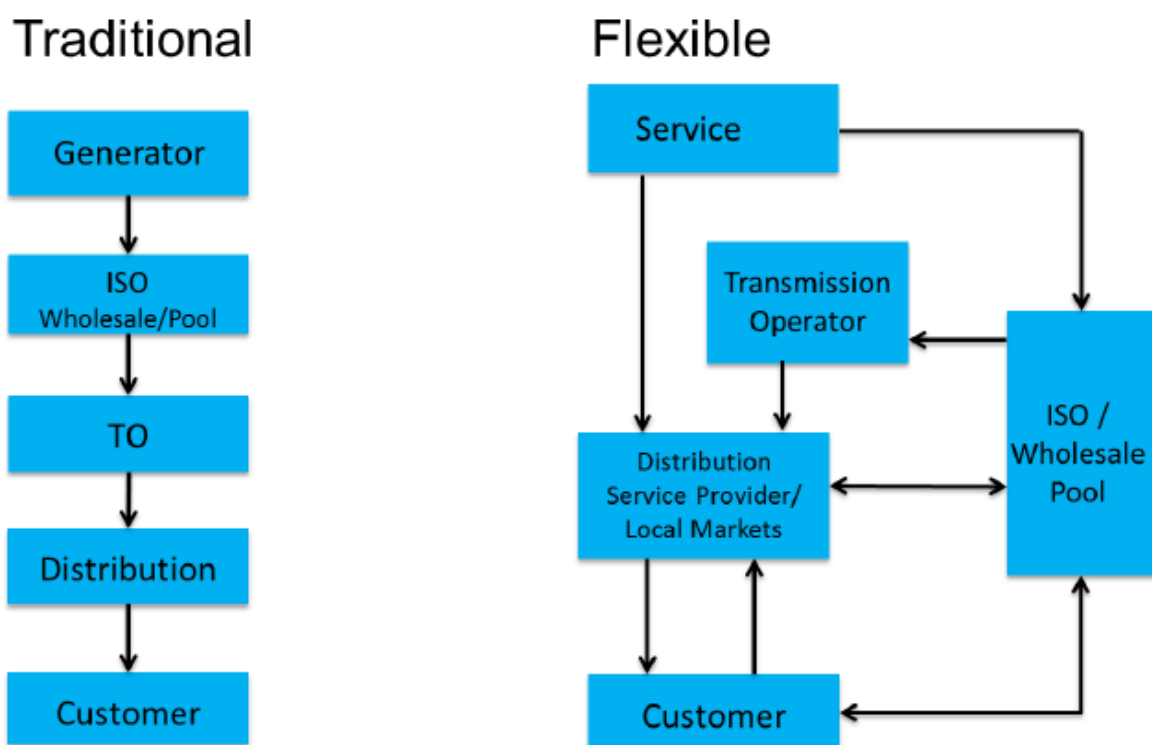 Traditional
Generator
ISO
Wholesale/Pool
TO
Distribution
Customer
Flexible
Service
Transmission
Operator
Distribution
Service Provider/
Local Markets
ISO /
Wholesale
Pool
Customer